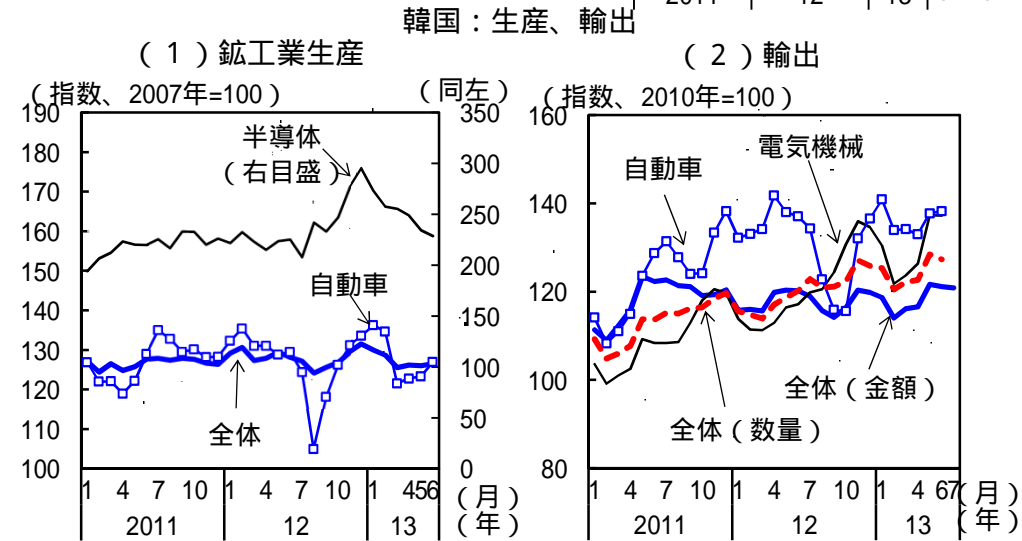 韓国：生産、輸出
（１）鉱工業生産
（指数、2007年=100）
（同左）
190
180
170
160
150
140
130
120
110
100
350
300
250
200
150
100
50
0
半導体
（右目盛）
自動車
全体
1 4 7 10 1 4 7 10 1 456
（月）
2011 12 13
（年）
（２）輸出
（指数、2010年=100）
160
140
120
100
80
自動車
電気機械
全体（金額）
全体（数量）
1 4 7 10 1 4 7 10 1 4 67
（月）
2011 12 13
（年）